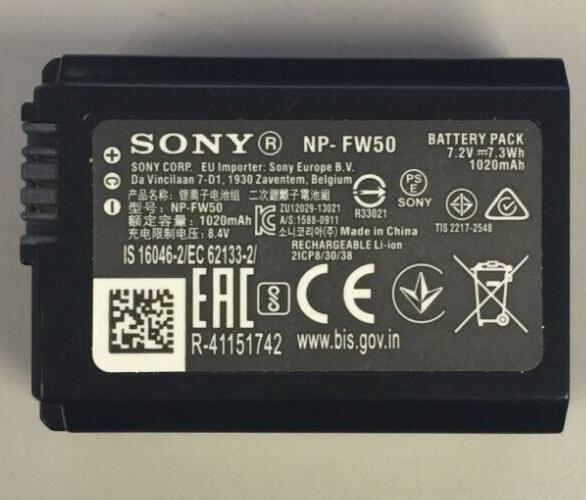 SONY® NP-FW50
BATTERY PACK
7.2V⎓7.3Wh
1020mAh
SONY CORP. EU Importer: Sony Europe B.V.
Da Vincilaan 7-D1, 1930 Zaventem, Belgium
产品名称: 锂离子电池组 二次鋰離子電池組
型号: NP-FW50
额定容量: 1020mAh
充电限制电压: 8.4V
ZU12029-13021
A/S:1588-0911
소니코리아(주) Made in China
R33021
PS
E
SONY
TIS 2217-2548
RECHARGEABLE Li-ion
2ICP8/30/38
IS 16046-2/IEC 62133-2/
EAC
CE
R-41151742 www.bis.gov.in